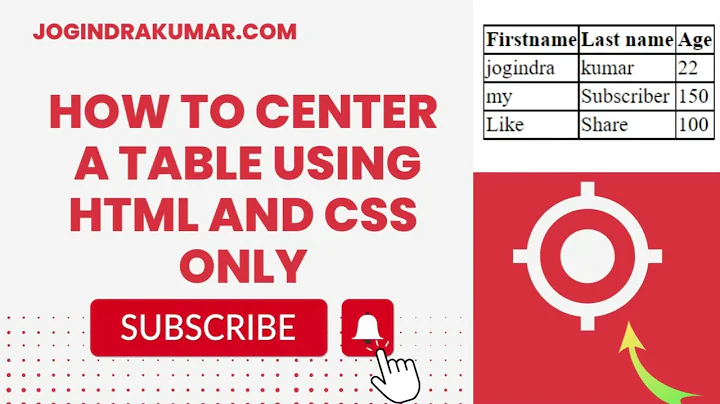 JOGINDRAKUMAR.COM
HOW TO CENTER
A TABLE USING
HTML AND CSS
ONLY
SUBSCRIBE
Firstname Last name Age
jogindra kumar 22
my Subscriber 150
Like Share 100